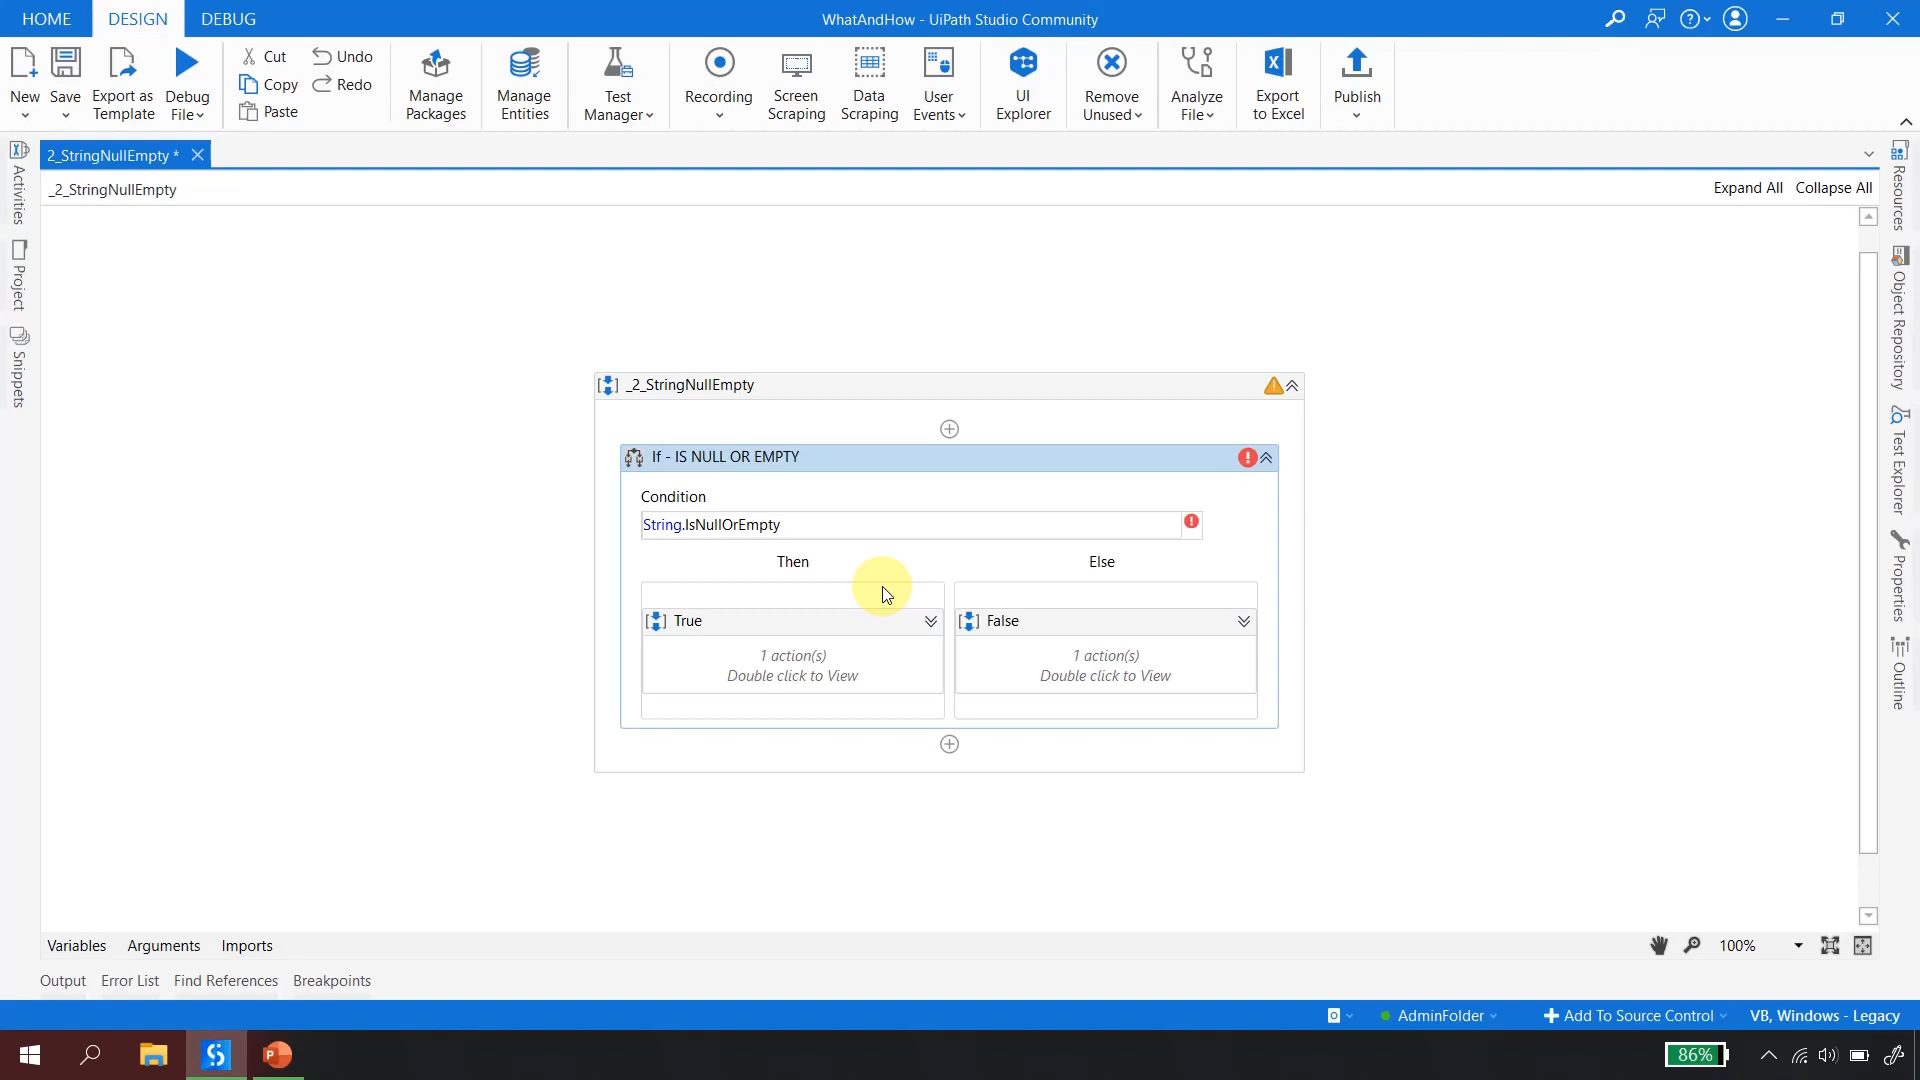 HOME DESIGN DEBUG
WhatAndHow - UiPath Studio Community
New
Save
Export as Template
Debug File
Cut
Copy
Paste
Undo
Redo
Manage Packages
Manage Entities
Test Manager
Recording
Screen Scraping
Data Scraping
User Events
UI Explorer
Remove Unused
Analyze File
Export to Excel
Publish
2_StringNullEmpty *
_2_StringNullEmpty
Expand All Collapse All
Activities
Project
Snippets
Resources
Object Repository
Test Explorer
Properties
Outline
_2_StringNullEmpty
If - IS NULL OR EMPTY
Condition
String.IsNullOrEmpty
Then Else
True False
1 action(s) 1 action(s)
Double click to View Double click to View
Variables Arguments Imports
100%
Output Error List Find References Breakpoints
AdminFolder
Add To Source Control
VB, Windows - Legacy
86%